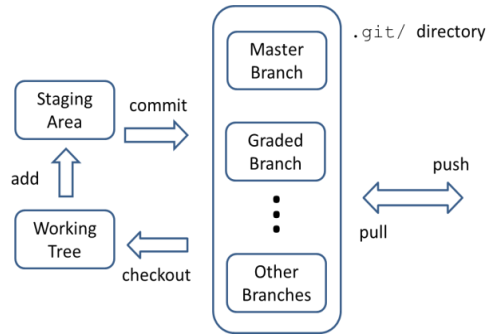 .git/ directory
Master
Branch
Staging
Area
commit
Graded
Branch
add
push
Working
Tree
pull
checkout
Other
Branches